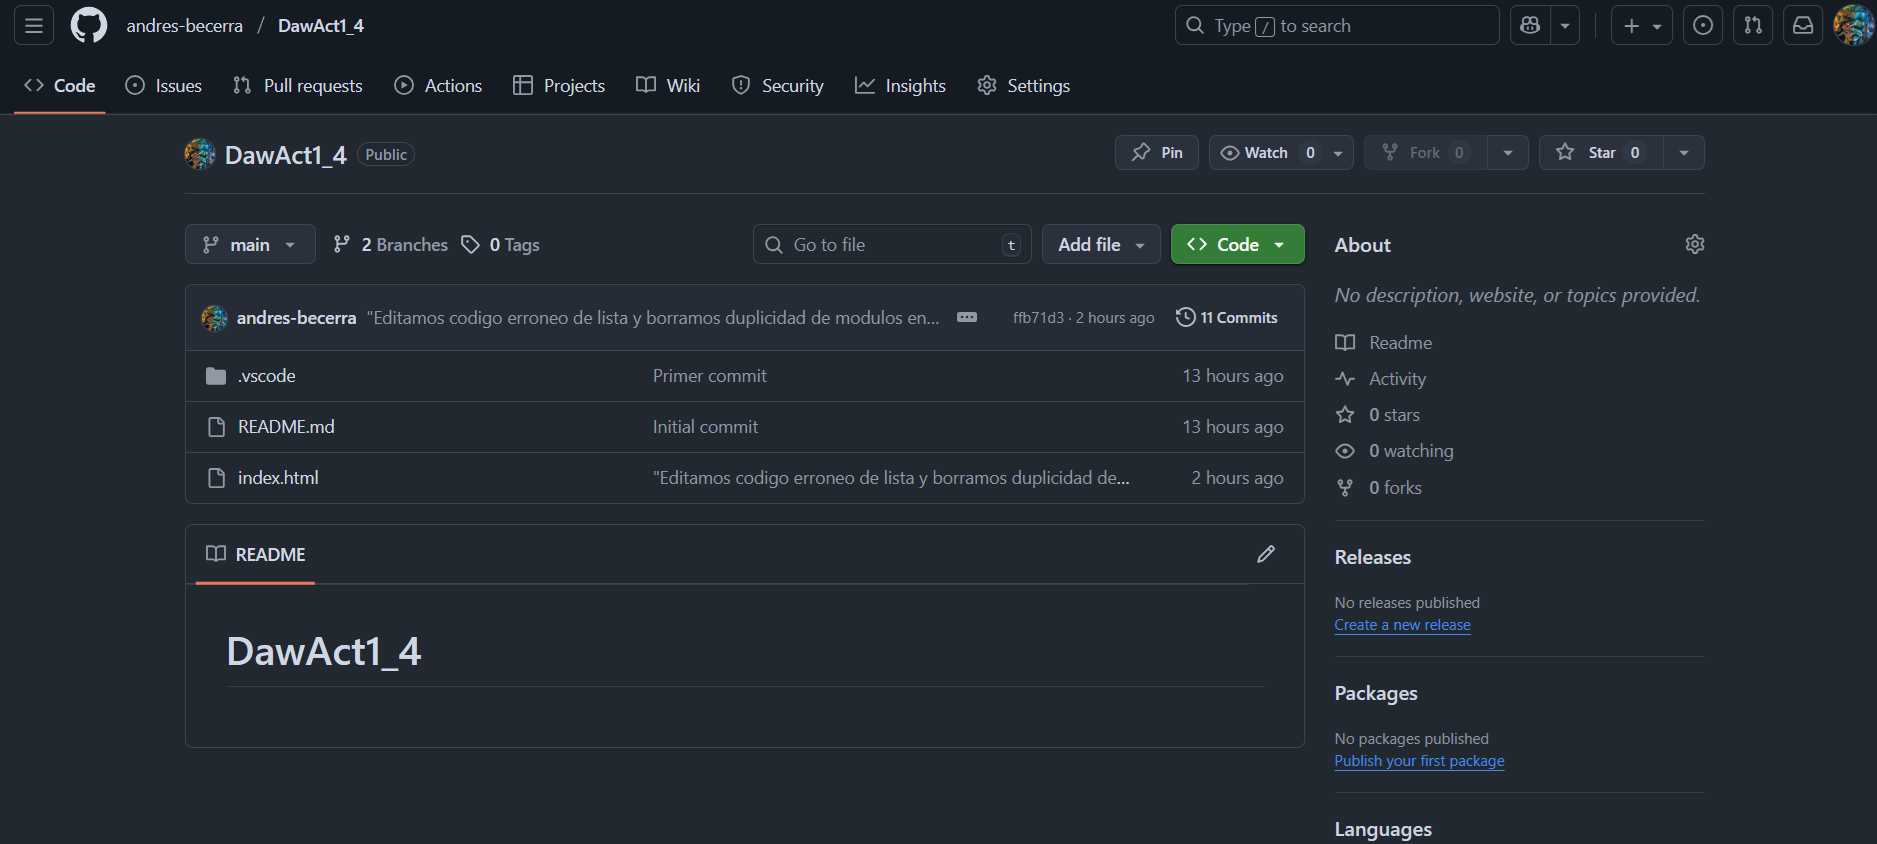 andres-becerra / DawAct1_4
Type / to search
Code Issues Pull requests Actions Projects Wiki Security Insights Settings
DawAct1_4 Public
Pin Watch 0 Fork 0 Star 0
main 2 Branches 0 Tags Go to file t Add file Code
andres-becerra "Editamos codigo erroneo de lista y borramos duplicidad de modulos en... ffb71d3 · 2 hours ago 11 Commits
.vscode Primer commit 13 hours ago
README.md Initial commit 13 hours ago
index.html "Editamos codigo erroneo de lista y borramos duplicidad de... 2 hours ago
README
DawAct1_4
About
No description, website, or topics provided.
Readme
Activity
0 stars
0 watching
0 forks
Releases
No releases published
Create a new release
Packages
No packages published
Publish your first package
Languages